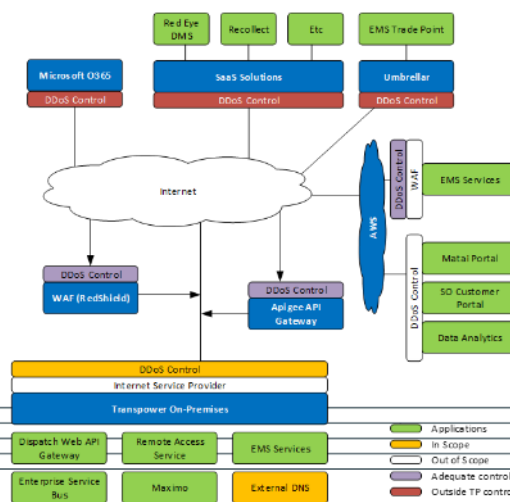 Red Eye
DMS
Recollect
Etc
EMS Trade Point
Microsoft O365
SaaS Solutions
Umbrellar
DDoS Control
DDoS Control
DDoS Control
Internet
AWS
DDoS Control
WAF
EMS Services
DDoS Control
Matal Portal
SO Customer
Portal
Data Analytics
DDoS Control
WAF (RedShield)
DDoS Control
Apigee API
Gateway
DDoS Control
Internet Service Provider
Transpower On-Premises
Dispatch Web API
Gateway
Remote Access
Service
EMS Services
Enterprise Service
Bus
Maximo
External DNS
Applications
In Scope
Out of Scope
Adequate control
Outside TP control